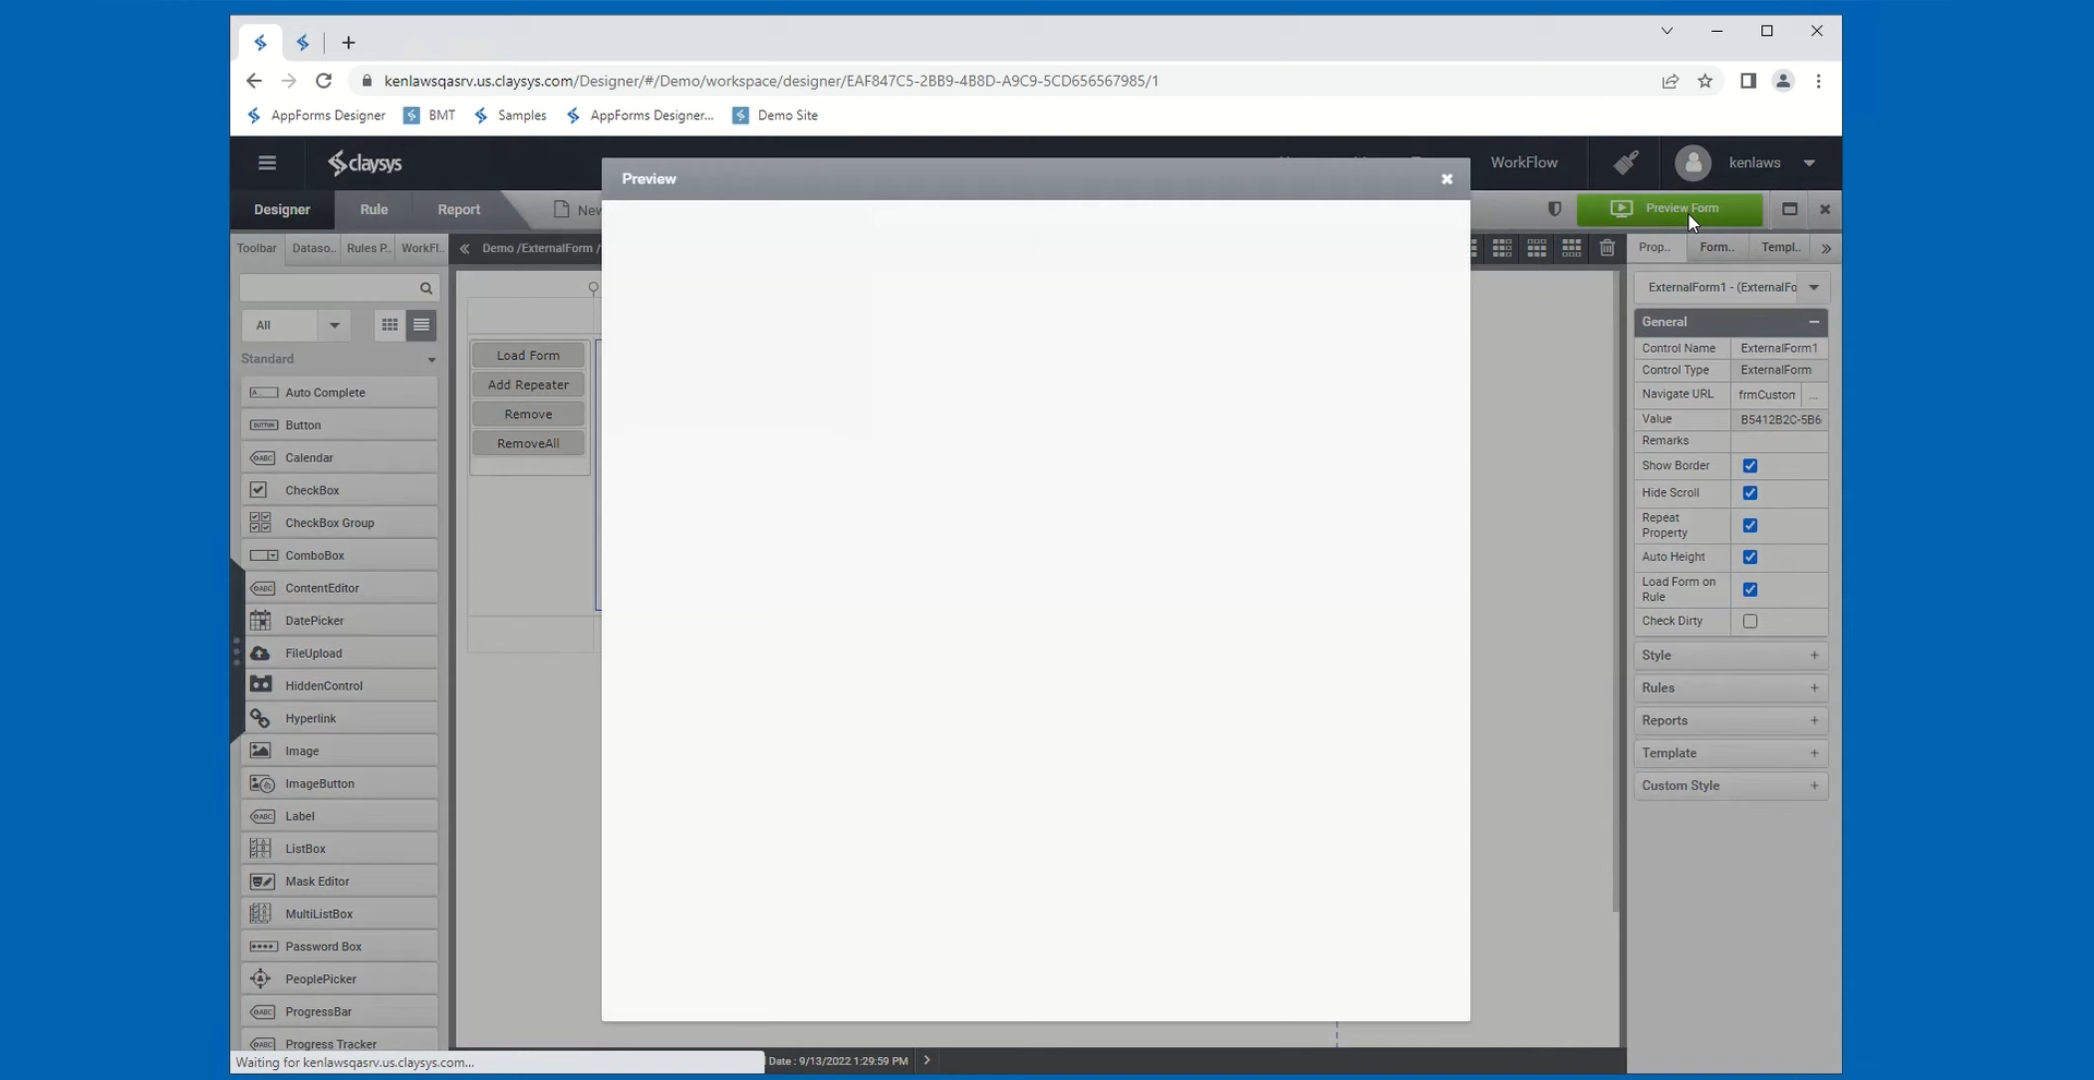 kenlawsqasrv.us.claysys.com/Designer/#/Demo/workspace/designer/EAF847C5-2BB9-4B8D-A9C9-5CD656567985/1
AppForms Designer BMT Samples AppForms Designer... Demo Site
claysys WorkFlow kenlaws
Preview
Designer Rule Report New Preview Form
Toolbar Dataso.. Rules P.. WorkFl.. Demo /ExternalForm / Prop.. Form.. Templ..
ExternalForm1 - (ExternalFo
All
General
Standard
Load Form
Control Name ExternalForm1
Control Type ExternalForm
Add Repeater
Auto Complete
Navigate URL frmCustom ...
Remove
Value B5412B2C-5B6
Button
Remarks
RemoveAll
Calendar
Show Border
CheckBox
Hide Scroll
CheckBox Group
Repeat
Property
ComboBox
Auto Height
ContentEditor
Load Form on
Rule
DatePicker
Check Dirty
FileUpload
Style
HiddenControl
Rules
Hyperlink
Reports
Image
Template
ImageButton
Custom Style
Label
ListBox
Mask Editor
MultiListBox
Password Box
PeoplePicker
ProgressBar
Progress Tracker
Waiting for kenlawsqasrv.us.claysys.com... Date : 9/13/2022 1:29:59 PM